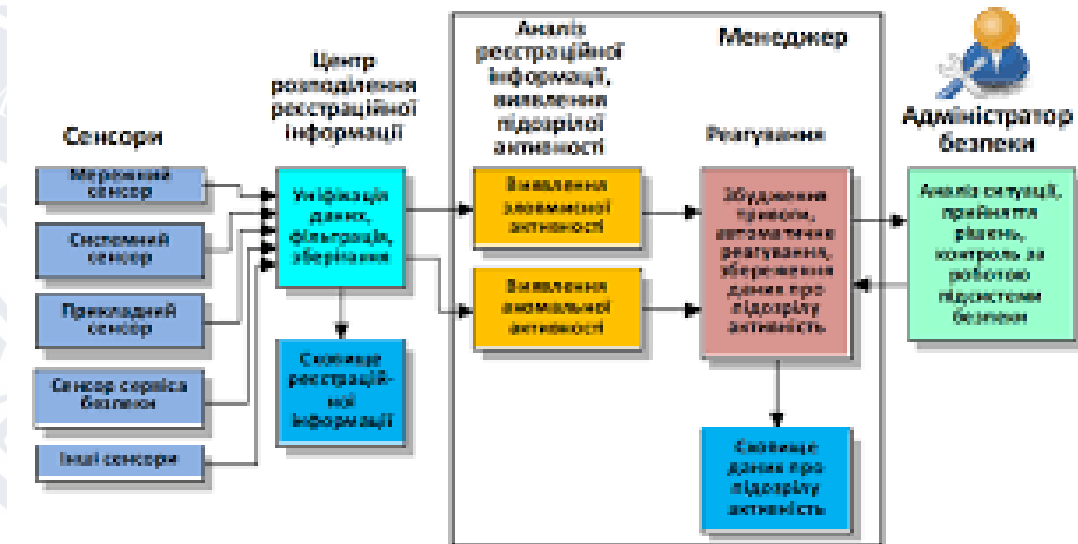 Сенсори
Мережний
сенсор
Системний
сенсор
Прикладний
сенсор
Сенсор сервіса
безпеки
Інші сенсори
Центр
розподілення
реєстраційної
інформації
Уніфікація
даних,
фільтрація,
зберігання
Сховище
реєстрацій-
ної
інформації
Аналіз
реєстраційної
інформації,
виявлення
підозрілої
активності
Виявлення
зловмисної
активності
Виявлення
аномальної
активності
Менеджер
Реагування
Збудження
тривоги,
автоматичне
реагування,
збереження
даних про
підозрілу
активність
Сховище
даних про
підозрілу
активність
Адміністратор
безпеки
Аналіз ситуації,
прийняття
рішень,
контроль за
роботою
підсистеми
безпеки